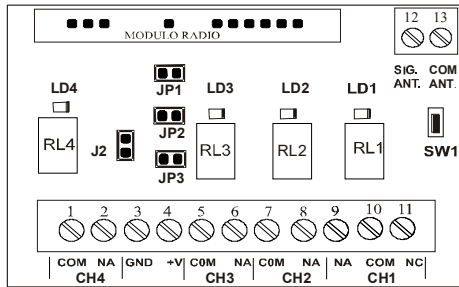 MODULO RADIO
12 13
SIG. COM
ANT. ANT.
LD4 JP1 LD3 LD2 LD1
RL4 J2 JP2 RL3 RL2 RL1 SW1
JP3
1 2 3 4 5 6 7 8 9 10 11
COM NA GND +V C0M NA C0M NA NA COM NC
CH4 CH3 CH2 CH1